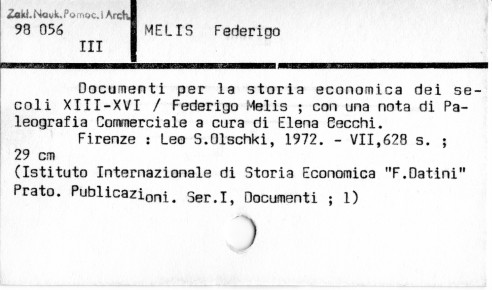 Zakl. Nauk. Pomoc. i Arch.
98 056
III
MELIS Federigo
Documenti per la storia economica dei se-
coli XIII-XVI / Federigo Melis ; con una nota di Pa-
leografia Commerciale a cura di Elena Cecchi.
Firenze : Leo S.Olschki, 1972. - VII,628 s. ;
29 cm
(Istituto Internazionale di Storia Economica "F.Datini"
Prato. Publicazioni. Ser.I, Documenti ; 1)